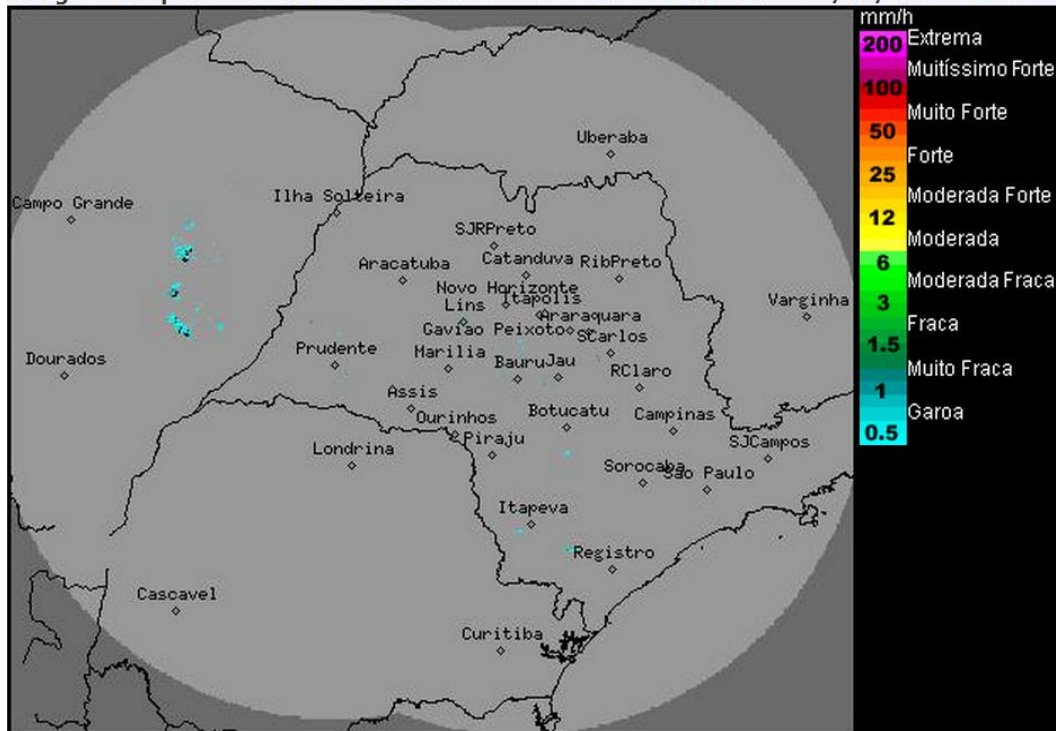 Uberaba
Campo Grande
Ilha Solteira
SJRPreto
Catanduva
RibPreto
Aracatuba
Novo Horizonte
Itapolis
Lins
Araraquara
Varginha
Gaviao Peixoto
SCarlos
Prudente
Marilia
Bauru
Jau
Dourados
RClaro
Assis
Ourinhos
Botucatu
Campinas
Piraju
Londrina
SJCampos
Sorocaba
Sao Paulo
Itapeva
Registro
Cascavel
Curitiba
mm/h
200 Extrema
Muitíssimo Forte
100
Muito Forte
50
Forte
25
Moderada Forte
12
Moderada
6
Moderada Fraca
3
Fraca
1.5
Muito Fraca
1
Garoa
0.5